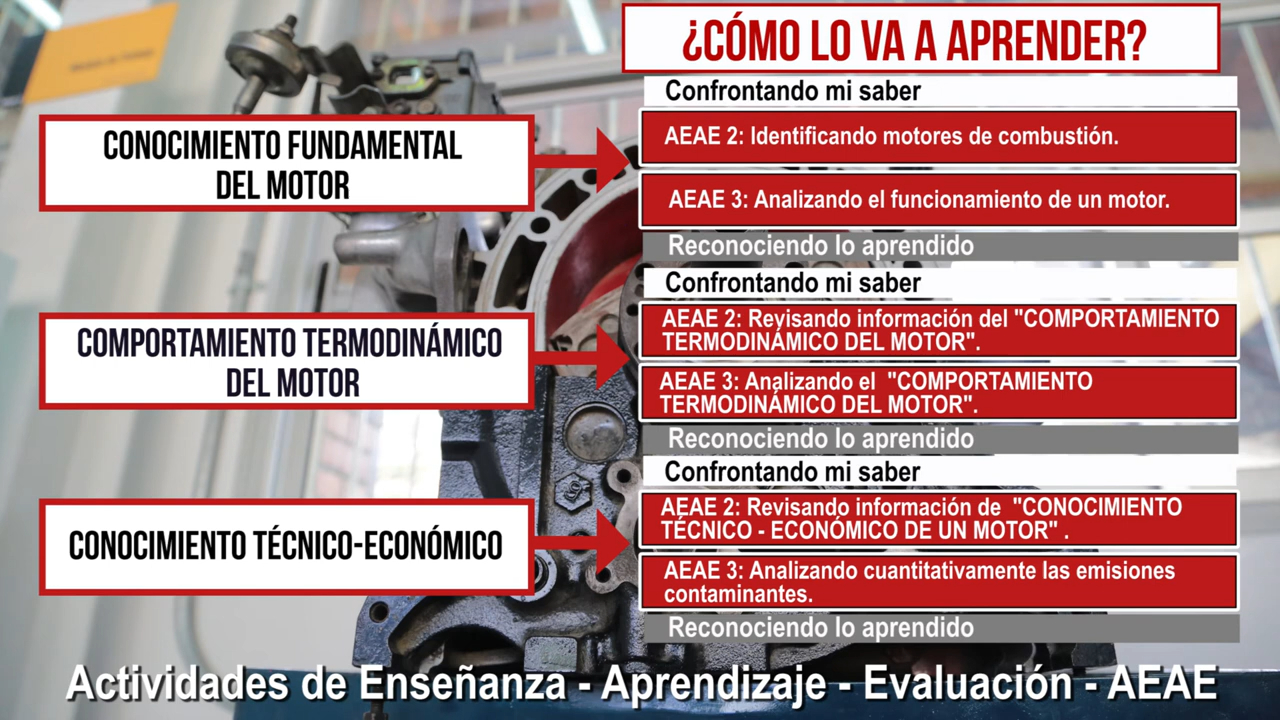 ¿CÓMO LO VA A APRENDER?
CONOCIMIENTO FUNDAMENTAL
DEL MOTOR
Confrontando mi saber
AEAE 2: Identificando motores de combustión.
AEAE 3: Analizando el funcionamiento de un motor.
Reconociendo lo aprendido
COMPORTAMIENTO TERMODINÁMICO
DEL MOTOR
Confrontando mi saber
AEAE 2: Revisando información del "COMPORTAMIENTO
TERMODINÁMICO DEL MOTOR".
AEAE 3: Analizando el "COMPORTAMIENTO
TERMODINÁMICO DEL MOTOR".
Reconociendo lo aprendido
CONOCIMIENTO TÉCNICO-ECONÓMICO
Confrontando mi saber
AEAE 2: Revisando información de "CONOCIMIENTO
TÉCNICO - ECONÓMICO DE UN MOTOR" .
AEAE 3: Analizando cuantitativamente las emisiones
contaminantes.
Reconociendo lo aprendido
Actividades de Enseñanza - Aprendizaje - Evaluación - AEAE